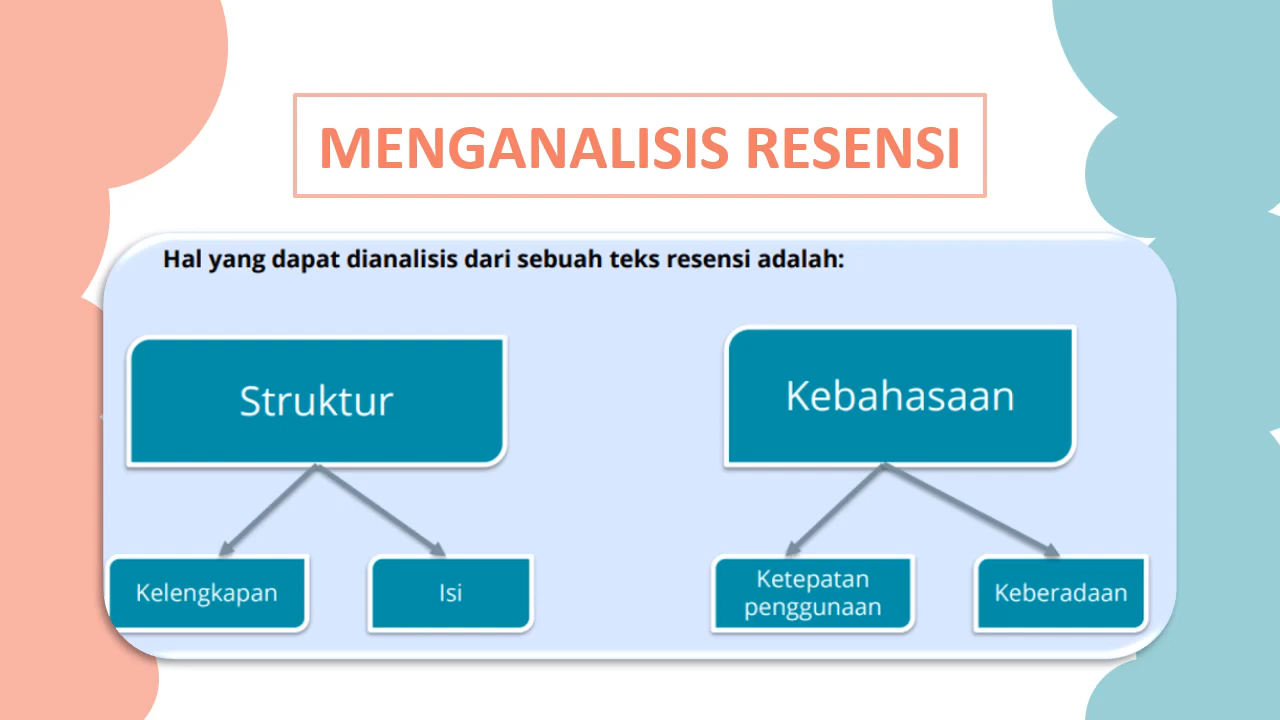 MENGANALISIS RESENSI
Hal yang dapat dianalisis dari sebuah teks resensi adalah:
Struktur
Kebahasaan
Kelengkapan
Isi
Ketepatan
penggunaan
Keberadaan